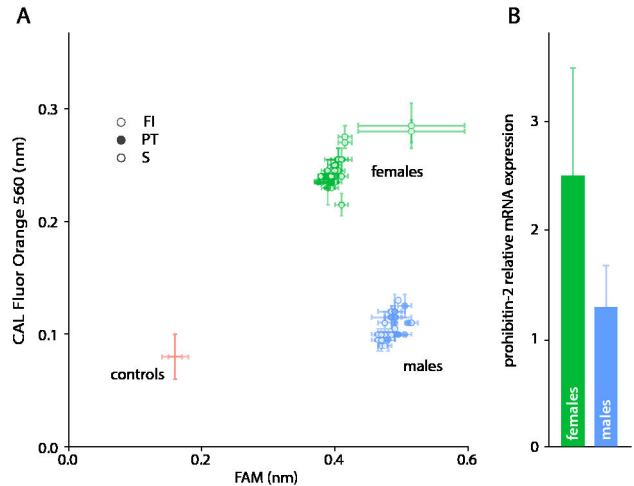 A
CAL Fluor Orange 560 (nm)
0.3
0.2
0.1
0.0
FI
PT
S
females
males
controls
0.0
0.2
0.4
0.6
FAM (nm)
B
prohibitin-2 relative mRNA expression
3
2
1
0
females
males